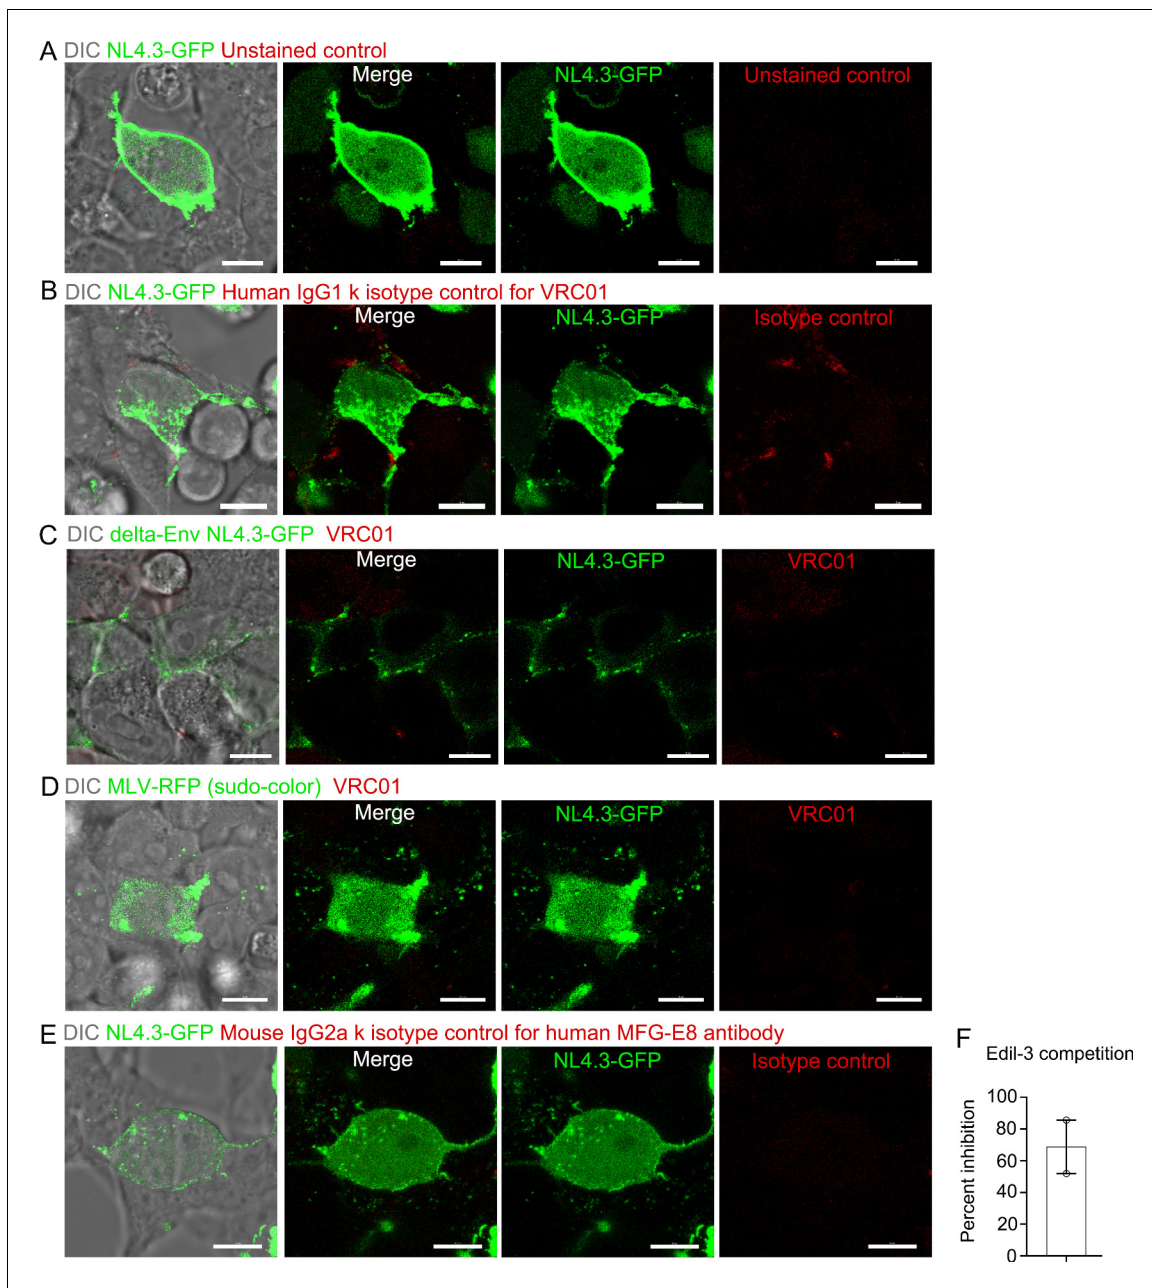 A DIC NL4.3-GFP Unstained control
Merge
NL4.3-GFP
Unstained control
B DIC NL4.3-GFP Human IgG1 k isotype control for VRC01
Merge
NL4.3-GFP
Isotype control
C DIC delta-Env NL4.3-GFP VRC01
Merge
NL4.3-GFP
VRC01
D DIC MLV-RFP (sudo-color) VRC01
Merge
NL4.3-GFP
VRC01
E DIC NL4.3-GFP Mouse IgG2a k isotype control for human MFG-E8 antibody
Merge
NL4.3-GFP
Isotype control
F
Edil-3 competition
Percent inhibition
100
80
60
40
20
0